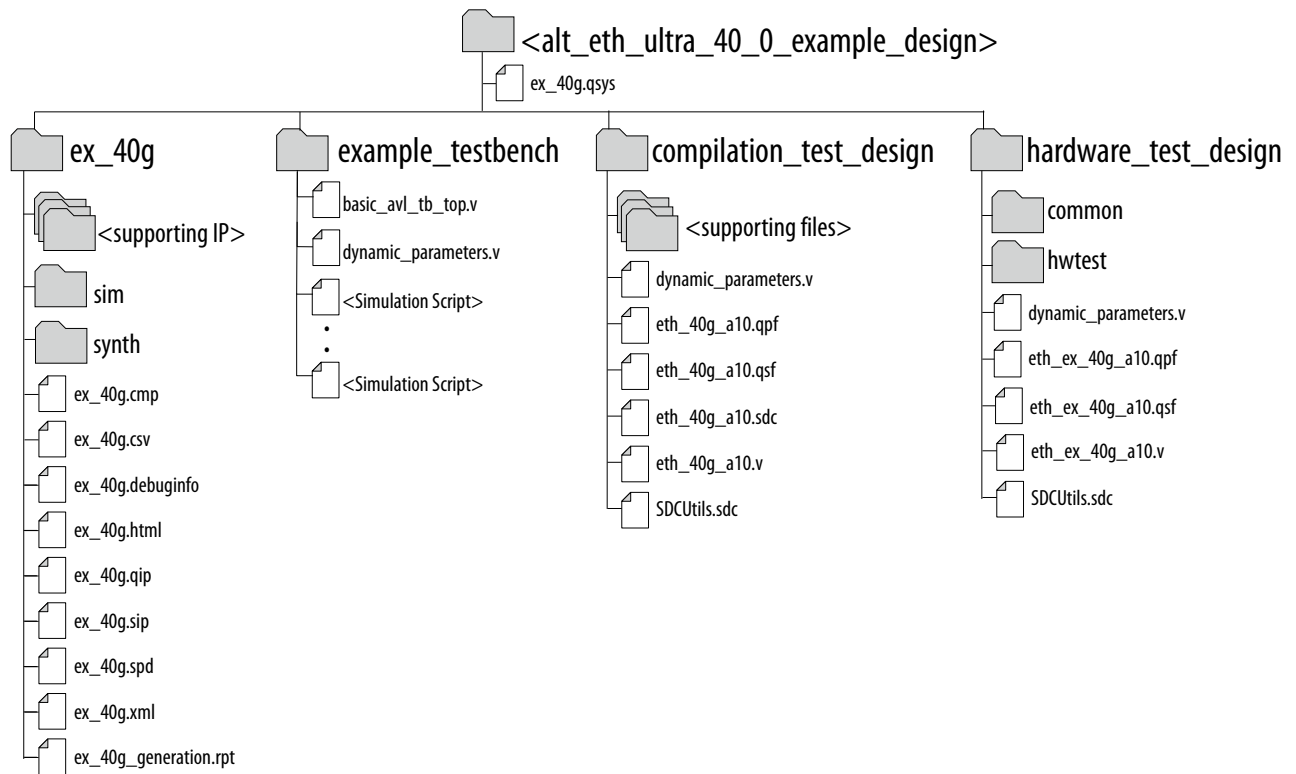 <alt_eth_ultra_40_0_example_design>
ex_40g.qsys
ex_40g
<supporting IP>
sim
synth
ex_40g.cmp
ex_40g.csv
ex_40g.debuginfo
ex_40g.html
ex_40g.qip
ex_40g.sip
ex_40g.spd
ex_40g.xml
ex_40g_generation.rpt
example_testbench
basic_avl_tb_top.v
dynamic_parameters.v
<Simulation Script>
<Simulation Script>
compilation_test_design
<supporting files>
dynamic_parameters.v
eth_40g_a10.qpf
eth_40g_a10.qsf
eth_40g_a10.sdc
eth_40g_a10.v
SDCUtils.sdc
hardware_test_design
common
hwtest
dynamic_parameters.v
eth_ex_40g_a10.qpf
eth_ex_40g_a10.qsf
eth_ex_40g_a10.v
SDCUtils.sdc